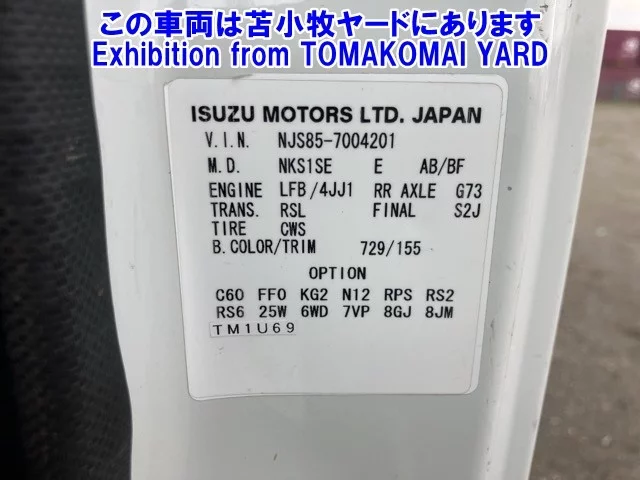 この車両は苫小牧ヤードにあります
Exhibition from TOMAKOMAI YARD
ISUZU MOTORS LTD. JAPAN
V.I.N. NJS85-7004201
M.D. NKS1SE E AB/BF
ENGINE LFB/4JJ1 RR AXLE G73
TRANS. RSL FINAL S2J
TIRE CWS
B.COLOR/TRIM 729/155
OPTION
C60 FF0 KG2 N12 RPS RS2
RS6 25W 6WD 7VP 8GJ 8JM
TM1U69